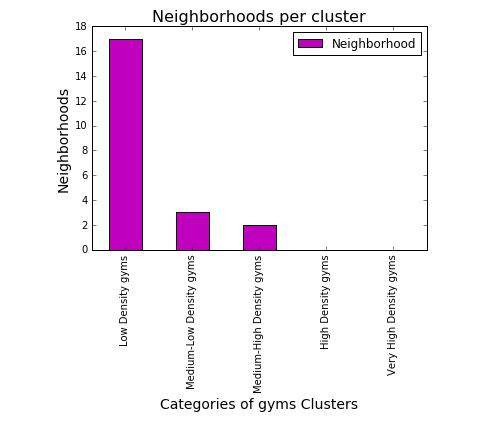 Neighborhoods per cluster
Neighborhood
Neighborhoods
18
16
14
12
10
8
6
4
2
0
Low Density gyms
Medium-Low Density gyms
Medium-High Density gyms
High Density gyms
Very High Density gyms
Categories of gyms Clusters